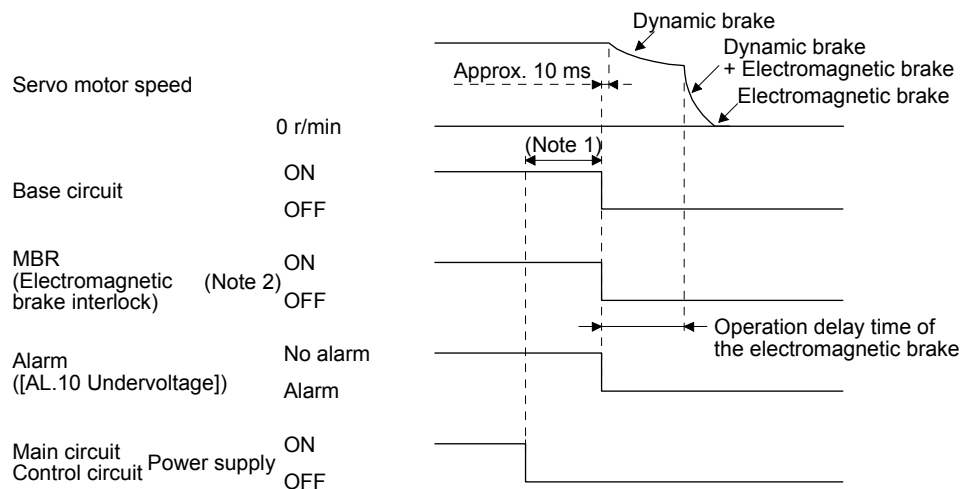 Dynamic brake
Dynamic brake
+ Electromagnetic brake
Electromagnetic brake
Approx. 10 ms
Servo motor speed
0 r/min
(Note 1)
ON
Base circuit
OFF
MBR
(Electromagnetic
brake interlock)
(Note 2)
ON
OFF
Operation delay time of
the electromagnetic brake
Alarm
([AL.10 Undervoltage])
No alarm
Alarm
Main circuit
Control circuit
Power supply
ON
OFF